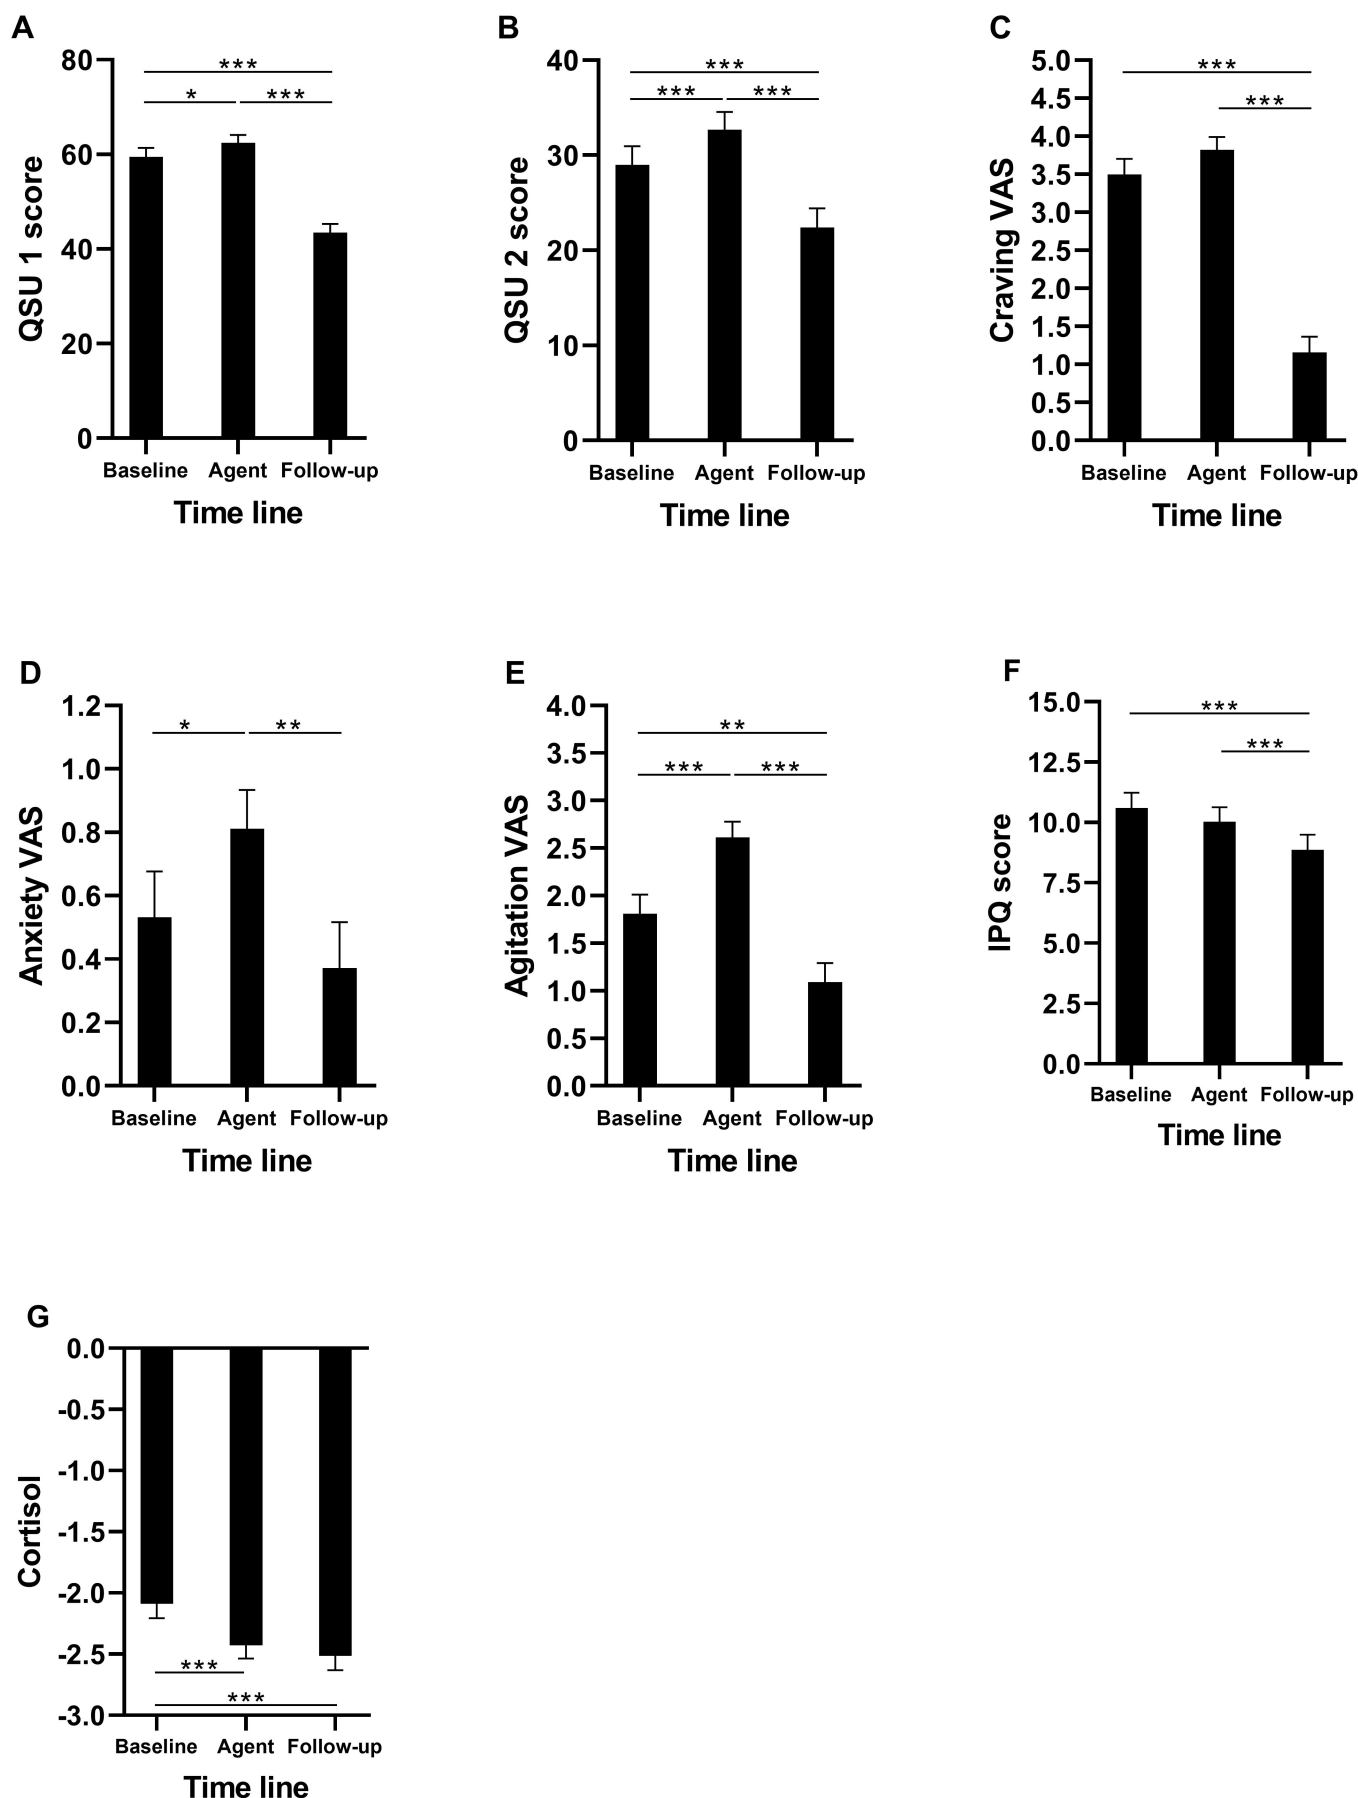 A
QSU 1 score
80
60
40
20
0
***
* ***
Baseline Agent Follow-up
Time line
B
QSU 2 score
40
30
20
10
0
***
*** ***
Baseline Agent Follow-up
Time line
C
Craving VAS
5.0
4.5
4.0
3.5
3.0
2.5
2.0
1.5
1.0
0.5
0.0
***
***
Baseline Agent Follow-up
Time line
D
Anxiety VAS
1.2
1.0
0.8
0.6
0.4
0.2
0.0
* **
Baseline Agent Follow-up
Time line
E
Agitation VAS
4.0
3.5
3.0
2.5
2.0
1.5
1.0
0.5
0.0
**
*** ***
Baseline Agent Follow-up
Time line
F
IPQ score
15.0
12.5
10.0
7.5
5.0
2.5
0.0
***
***
Baseline Agent Follow-up
Time line
G
Cortisol
0.0
-0.5
-1.0
-1.5
-2.0
-2.5
-3.0
***
***
Baseline Agent Follow-up
Time line